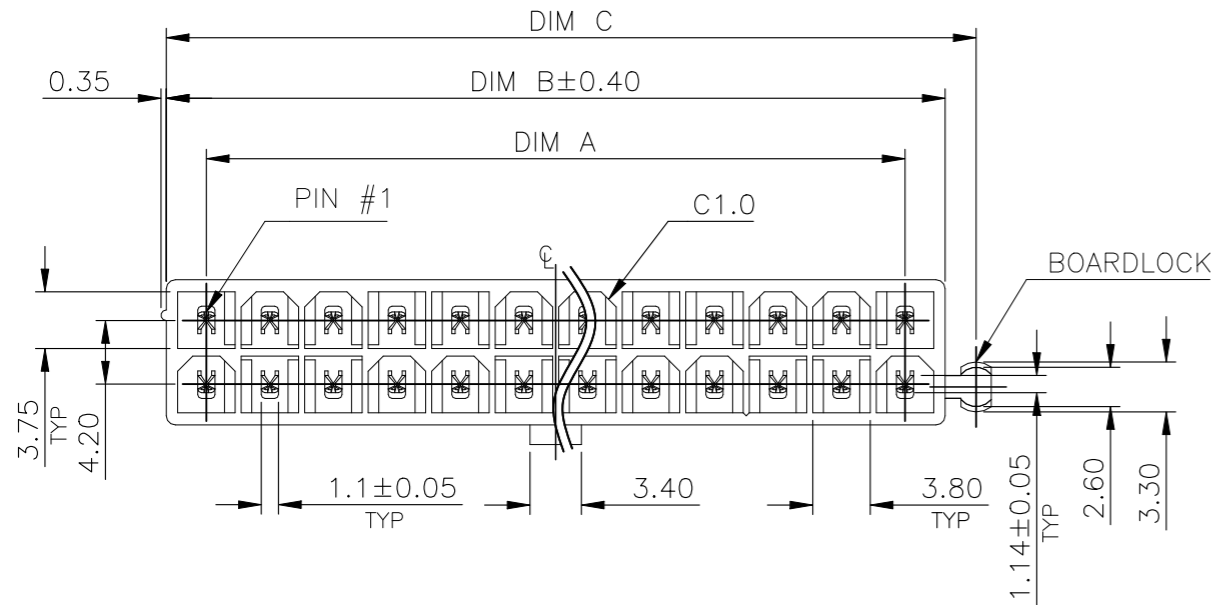 DIM C
0.35
DIM B±0.40
DIM A
PIN #1
C1.0
℄
BOARDLOCK
3.75
TYP
4.20
1.1±0.05
TYP
3.40
3.80
TYP
1.14±0.05
TYP
2.60
3.30